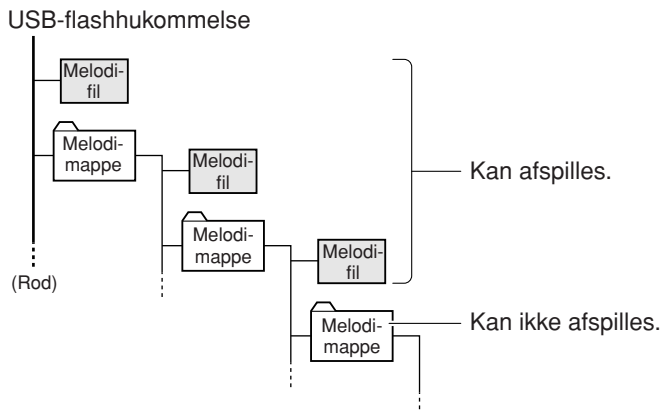 USB-flashhukommelse
Melodi-
fil
Melodi-
mappe
Melodi-
fil
Kan afspilles.
Melodi-
mappe
Melodi-
fil
(Rod)
Melodi-
mappe
Kan ikke afspilles.